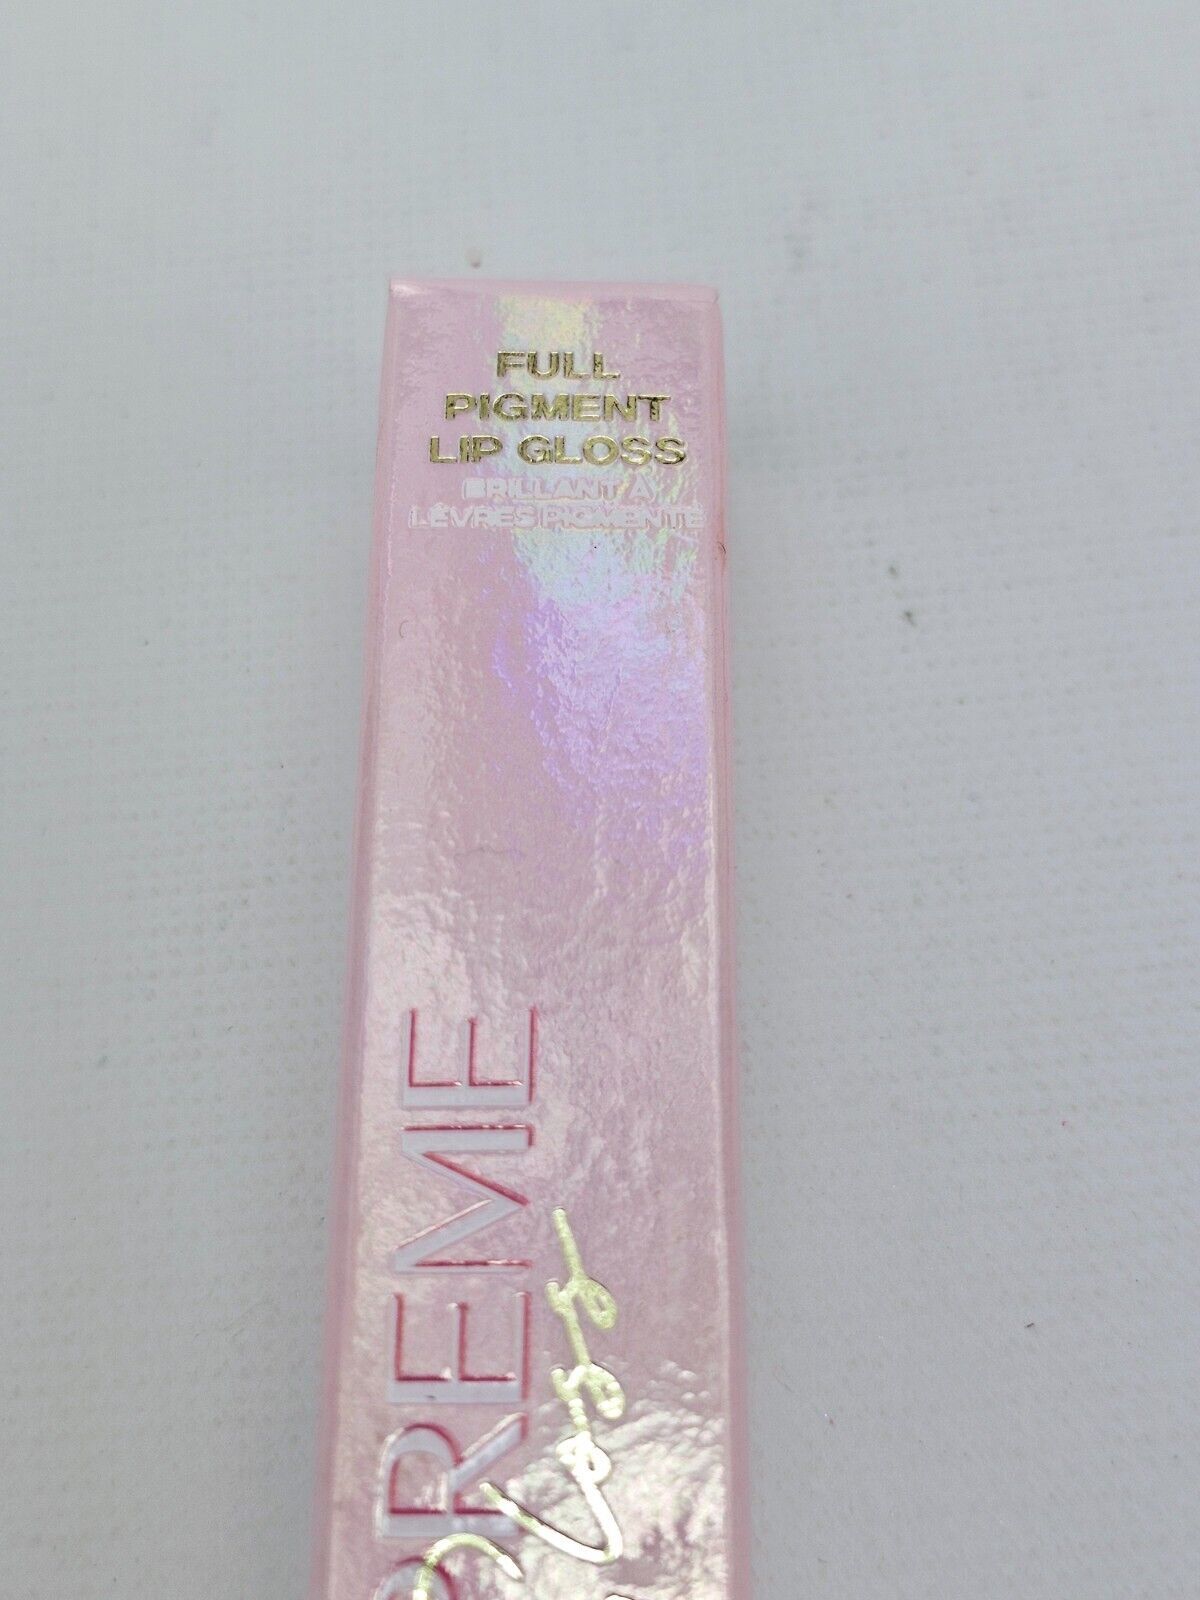 FULL
PIGMENT
LIP GLOSS
BRILLANT À
LÈVRES PIGMENTÉ
PREME